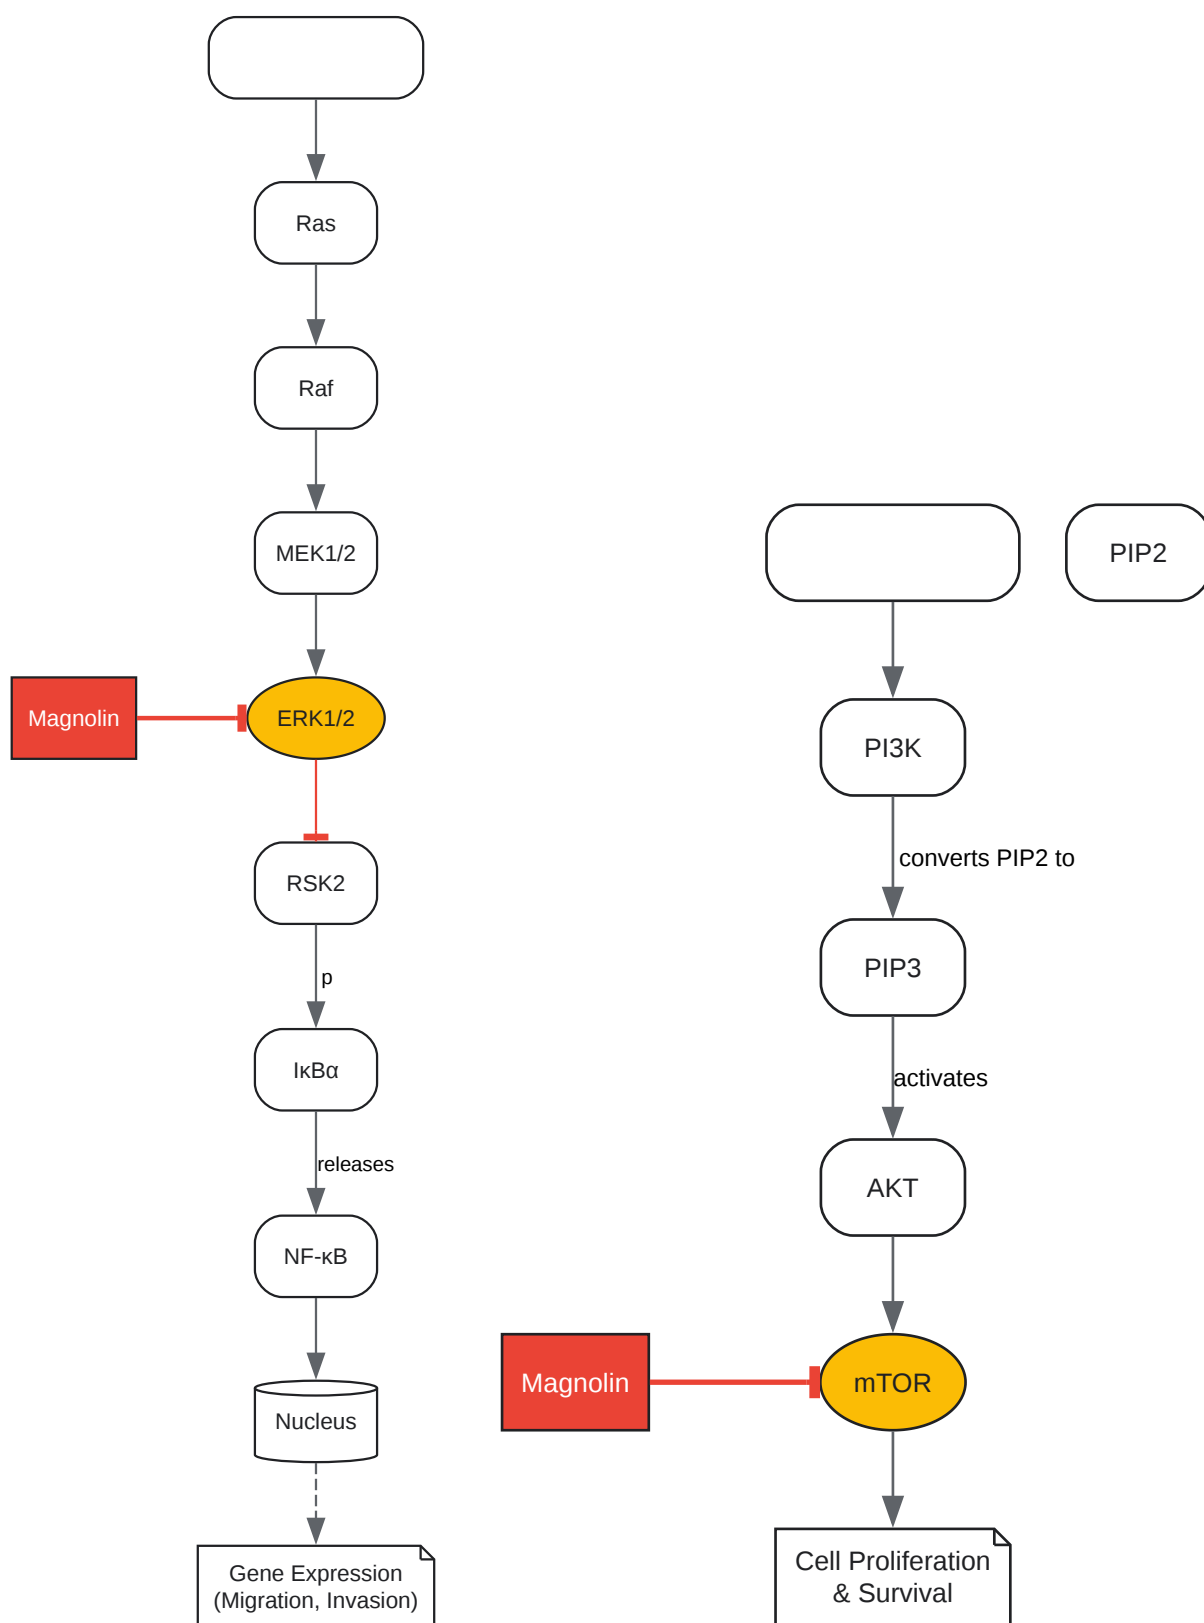 Ras
Raf
MEK1/2
Magnolin
ERK1/2
RSK2
p
IκBα
releases
NF-κB
Nucleus
Gene Expression
(Migration, Invasion)
PIP2
PI3K
converts PIP2 to
PIP3
activates
AKT
Magnolin
mTOR
Cell Proliferation
& Survival